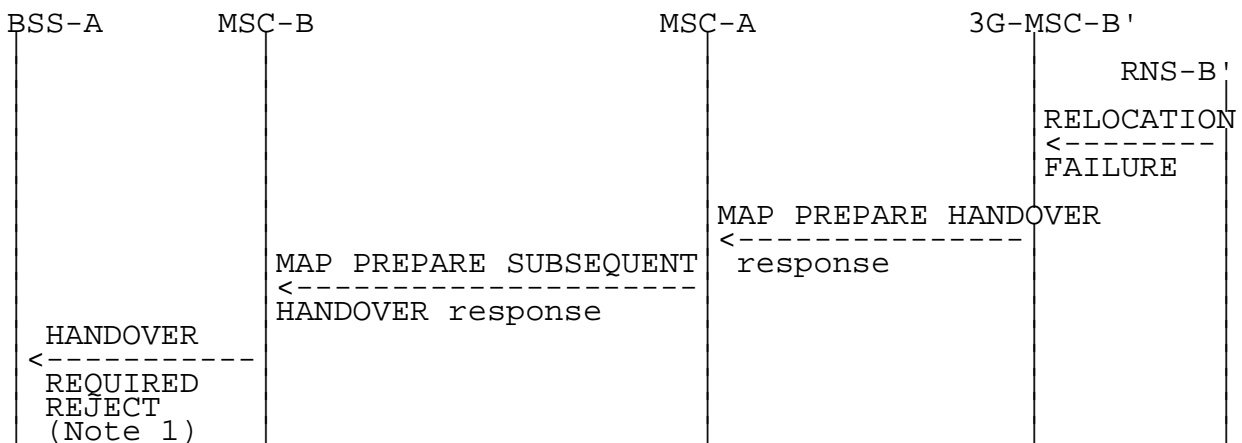 BSS-A MSC-B MSC-A 3G-MSC-B'
RNS-B'
RELOCATION
<--------
FAILURE
MAP PREPARE HANDOVER
<---------------
MAP PREPARE SUBSEQUENT response
<---------------------
HANDOVER response
HANDOVER
<-----------
REQUIRED
REJECT
(Note 1)